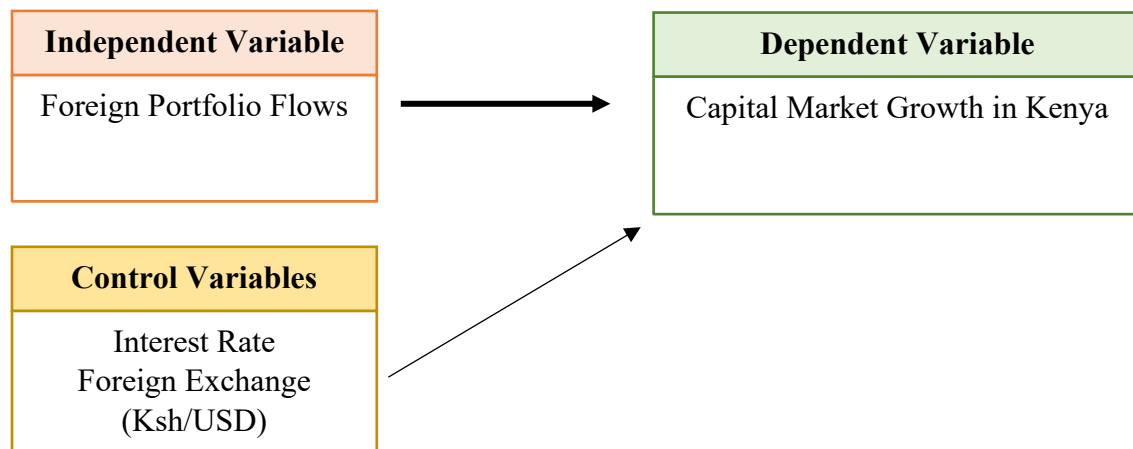 Independent Variable
Foreign Portfolio Flows
Dependent Variable
Capital Market Growth in Kenya
Control Variables
Interest Rate
Foreign Exchange
(Ksh/USD)